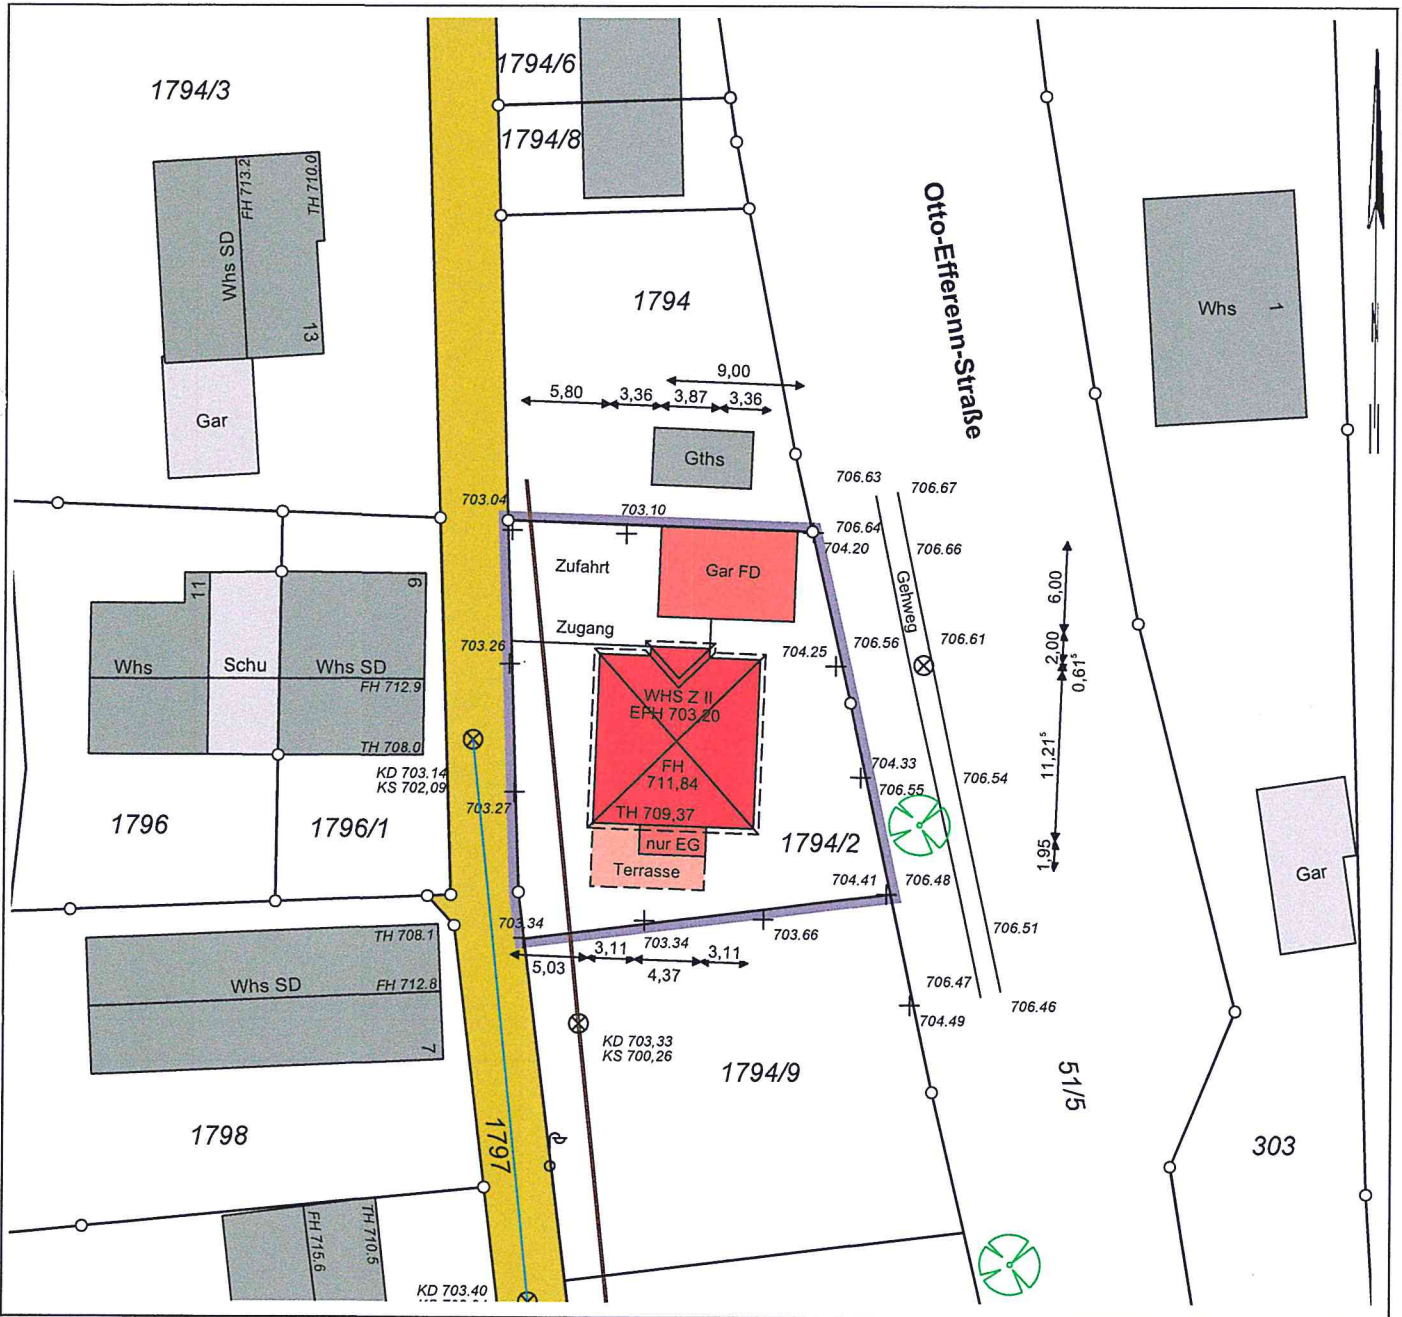 1794/3
1794/6
1794/8
FH 713.2
TH 710.0
Whs SD
13
Gar
1794
Otto-Efferenn-Straße
Whs
1
9,00
5,80
3,36
3,87
3,36
Gths
703.04
703.10
706.63
706.67
706.64
704.20
706.66
Zufahrt
Gar FD
Gehweg
6,00
11
9
Zugang
706.56
706.61
2,00
0,61⁵
703.26
704.25
Whs
Schu
Whs SD
FH 712.9
TH 708.0
WHS Z II
EFH 703,20
FH
711,84
TH 709,37
nur EG
Terrasse
KD 703.14
KS 702,09
703.27
704.33
706.55
706.54
11,21⁵
1796
1796/1
1794/2
1,95
Gar
704.41
706.48
703.34
703.34
703.66
706.51
TH 708.1
Whs SD
FH 712.8
7
5,03
3,11
4,37
3,11
706.47
706.46
704.49
KD 703,33
KS 700,26
1794/9
51/5
1798
1797
303
FH 715.6
TH 710.5
KD 703.40